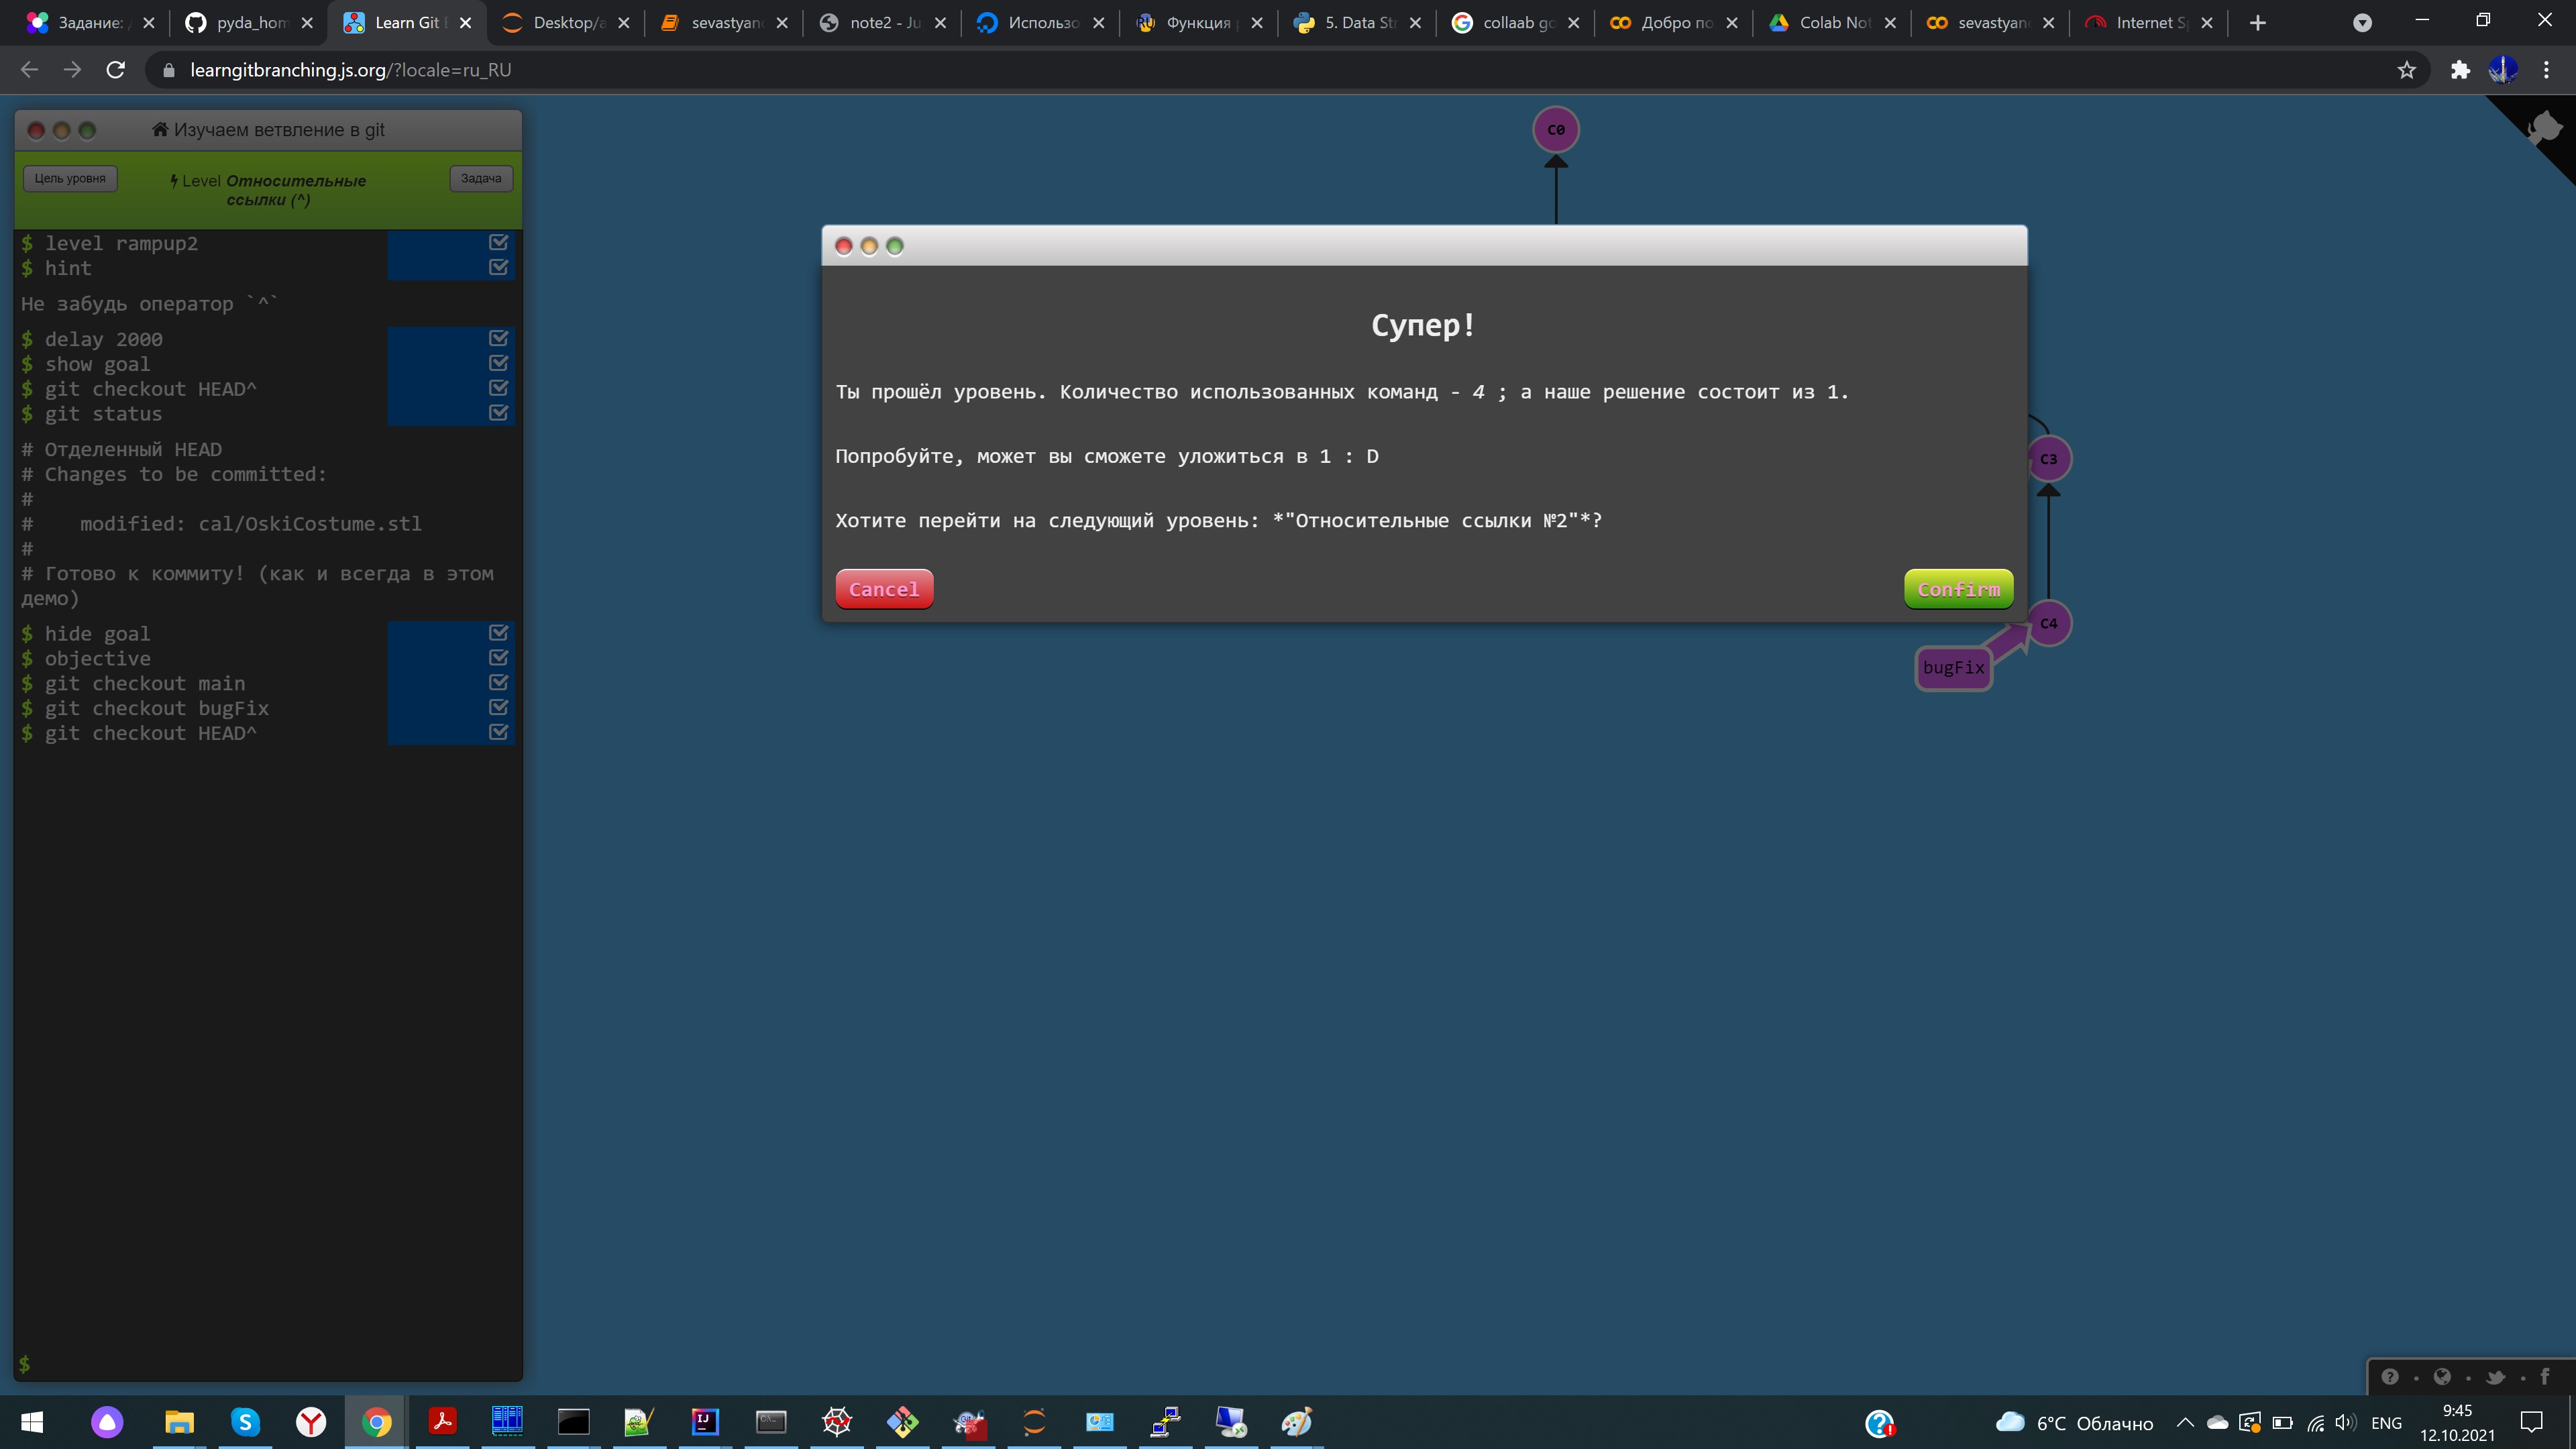 Задание:
pyda_hom
Learn Git
Desktop/a
sevastyan
note2 - Ju
Использо
Функция
5. Data St
collaab go
Добро по
Colab Not
sevastyan
Internet S
learngitbranching.js.org/?locale=ru_RU
Изучаем ветвление в git
Цель уровня
Level Относительные
ссылки (^)
Задача
$ level rampup2
$ hint
Не забудь оператор `^`
$ delay 2000
$ show goal
$ git checkout HEAD^
$ git status
# Отделенный HEAD
# Changes to be committed:
#
#    modified: cal/OskiCostume.stl
#
# Готово к коммиту! (как и всегда в этом
демо)
$ hide goal
$ objective
$ git checkout main
$ git checkout bugFix
$ git checkout HEAD^
$
C0
Супер!
Ты прошёл уровень. Количество использованных команд - 4 ; а наше решение состоит из 1.
Попробуйте, может вы сможете уложиться в 1 : D
Хотите перейти на следующий уровень: *"Относительные ссылки №2"*?
Cancel
Confirm
C3
C4
bugFix
6°C Облачно
ENG
9:45
12.10.2021